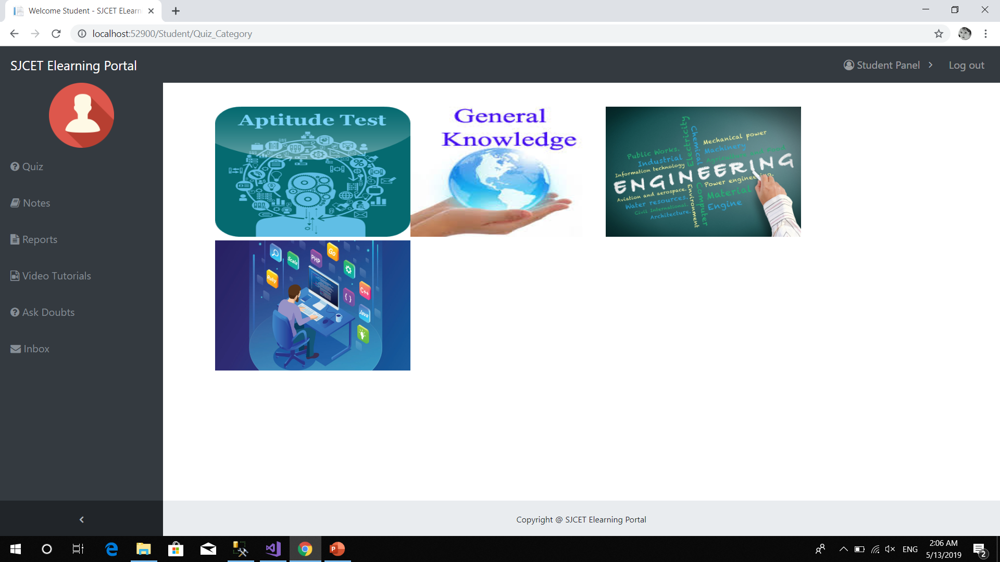 Welcome Student - SJCET ELearn
localhost:52900/Student/Quiz_Category
SJCET Elearning Portal
Student Panel
Log out
Quiz
Notes
Reports
Video Tutorials
Ask Doubts
Inbox
Aptitude Test
General
Knowledge
Electricity
Chemical
Mechanical power
Machinery
Public Works.
Industrial
Information technology
ENGINEERING
Power engineering.
Aviation and aerospace.
Water resources.
Civil International.
Architecture.
Environment
Computer
Material
Engine
Go
PHP
Scala
Ruby
C++
{ }
Java
Copyright @ SJCET Elearning Portal
ENG
2:06 AM
5/13/2019
2